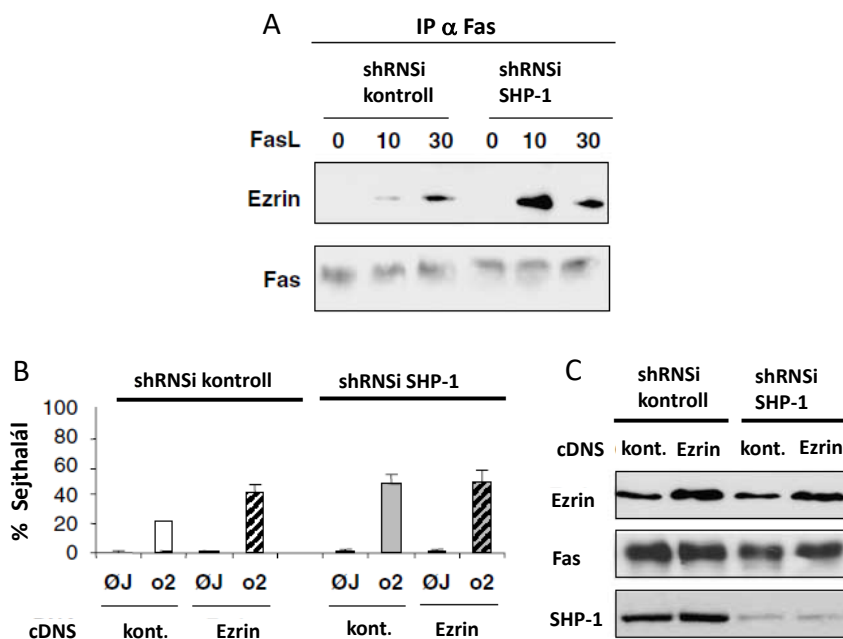 A
IP α Fas
shRNSi kontroll
shRNSi SHP-1
FasL 0 10 30 0 10 30
Ezrin
Fas
B
shRNSi kontroll shRNSi SHP-1
% Sejthalál
100
80
60
40
20
0
ØJ o2 ØJ o2 ØJ o2 ØJ o2
cDNS kont. Ezrin kont. Ezrin
C
shRNSi kontroll
shRNSi SHP-1
cDNS kont. Ezrin kont. Ezrin
Ezrin
Fas
SHP-1